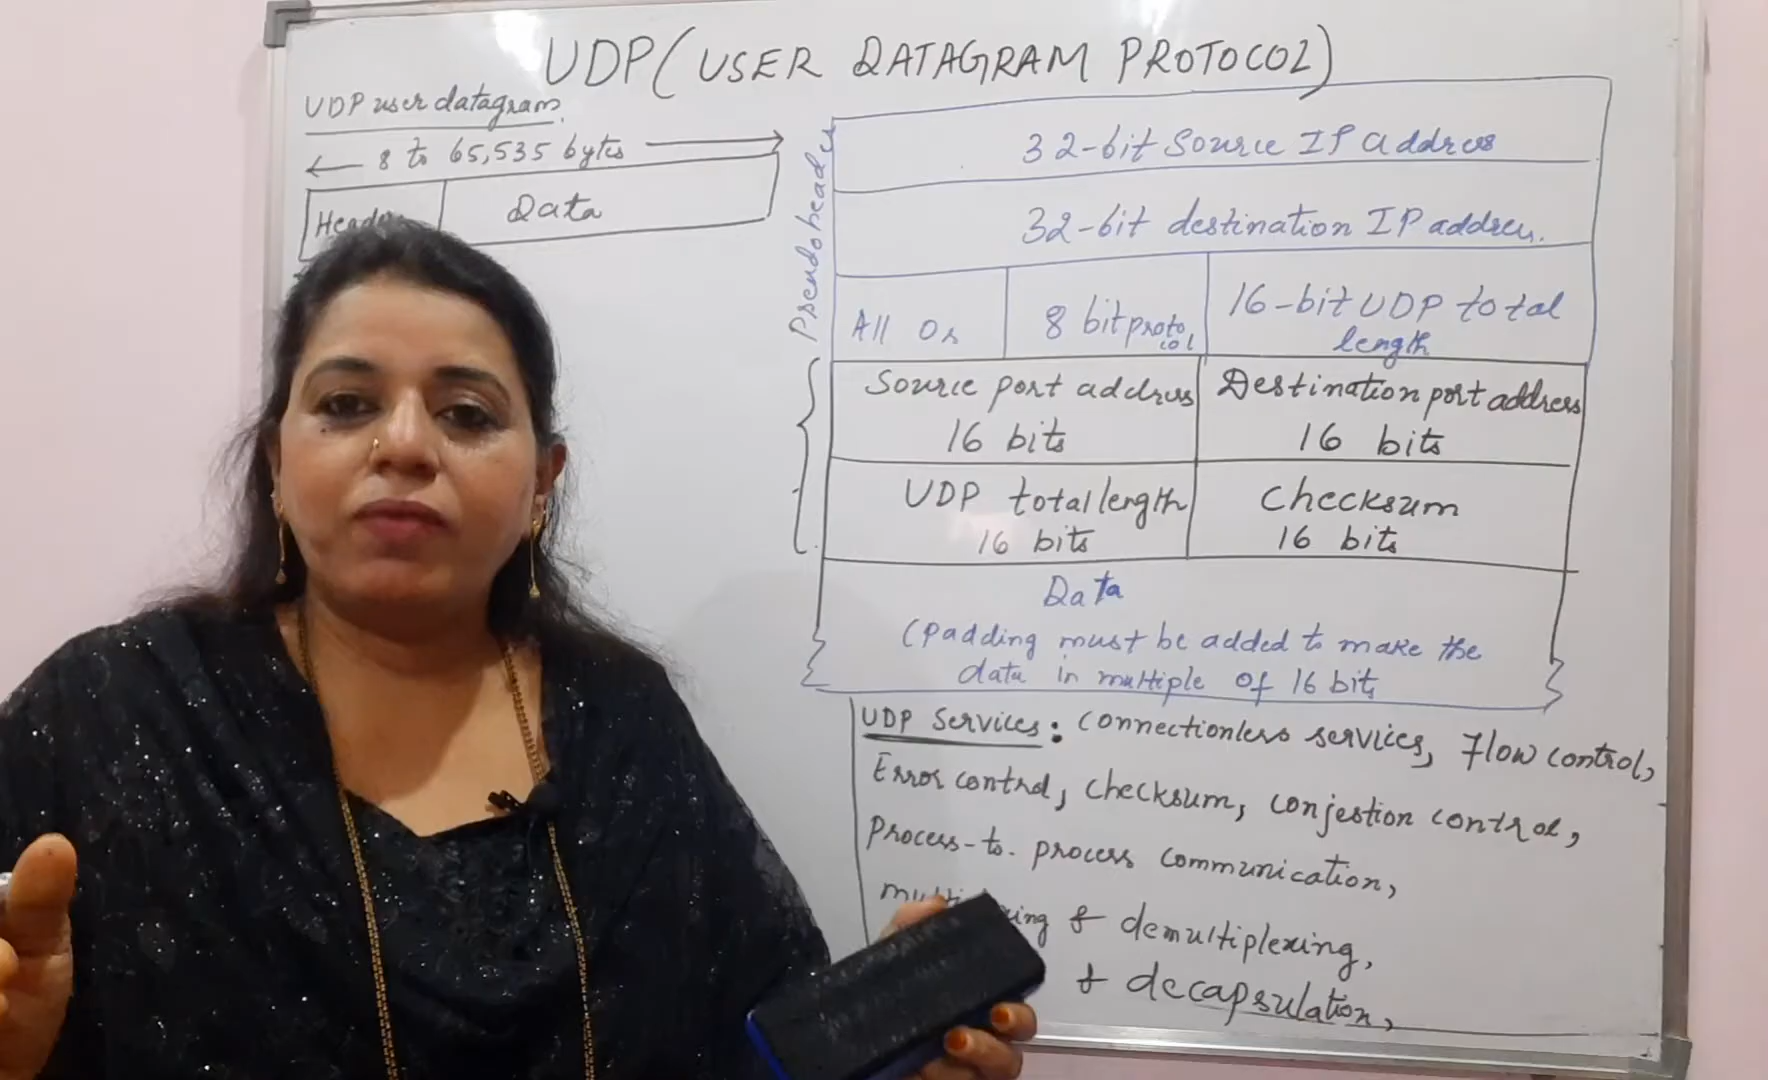 UDP (USER DATAGRAM PROTOCOL)
UDP user datagram.
8 to 65,535 bytes
Header
Data
Pseudoheader
32-bit Source IP address
32-bit destination IP address.
All 0s
8 bit protocol
16-bit UDP total
length
Source port address
16 bits
Destination port address
16 bits
UDP total length
16 bits
Checksum
16 bits
Data
(Padding must be added to make the
data in multiple of 16 bit
UDP Services: Connectionless services, Flow control,
Error control, checksum, conjestion control,
Process-to-process communication,
& demultiplexing,
& decapsulation,